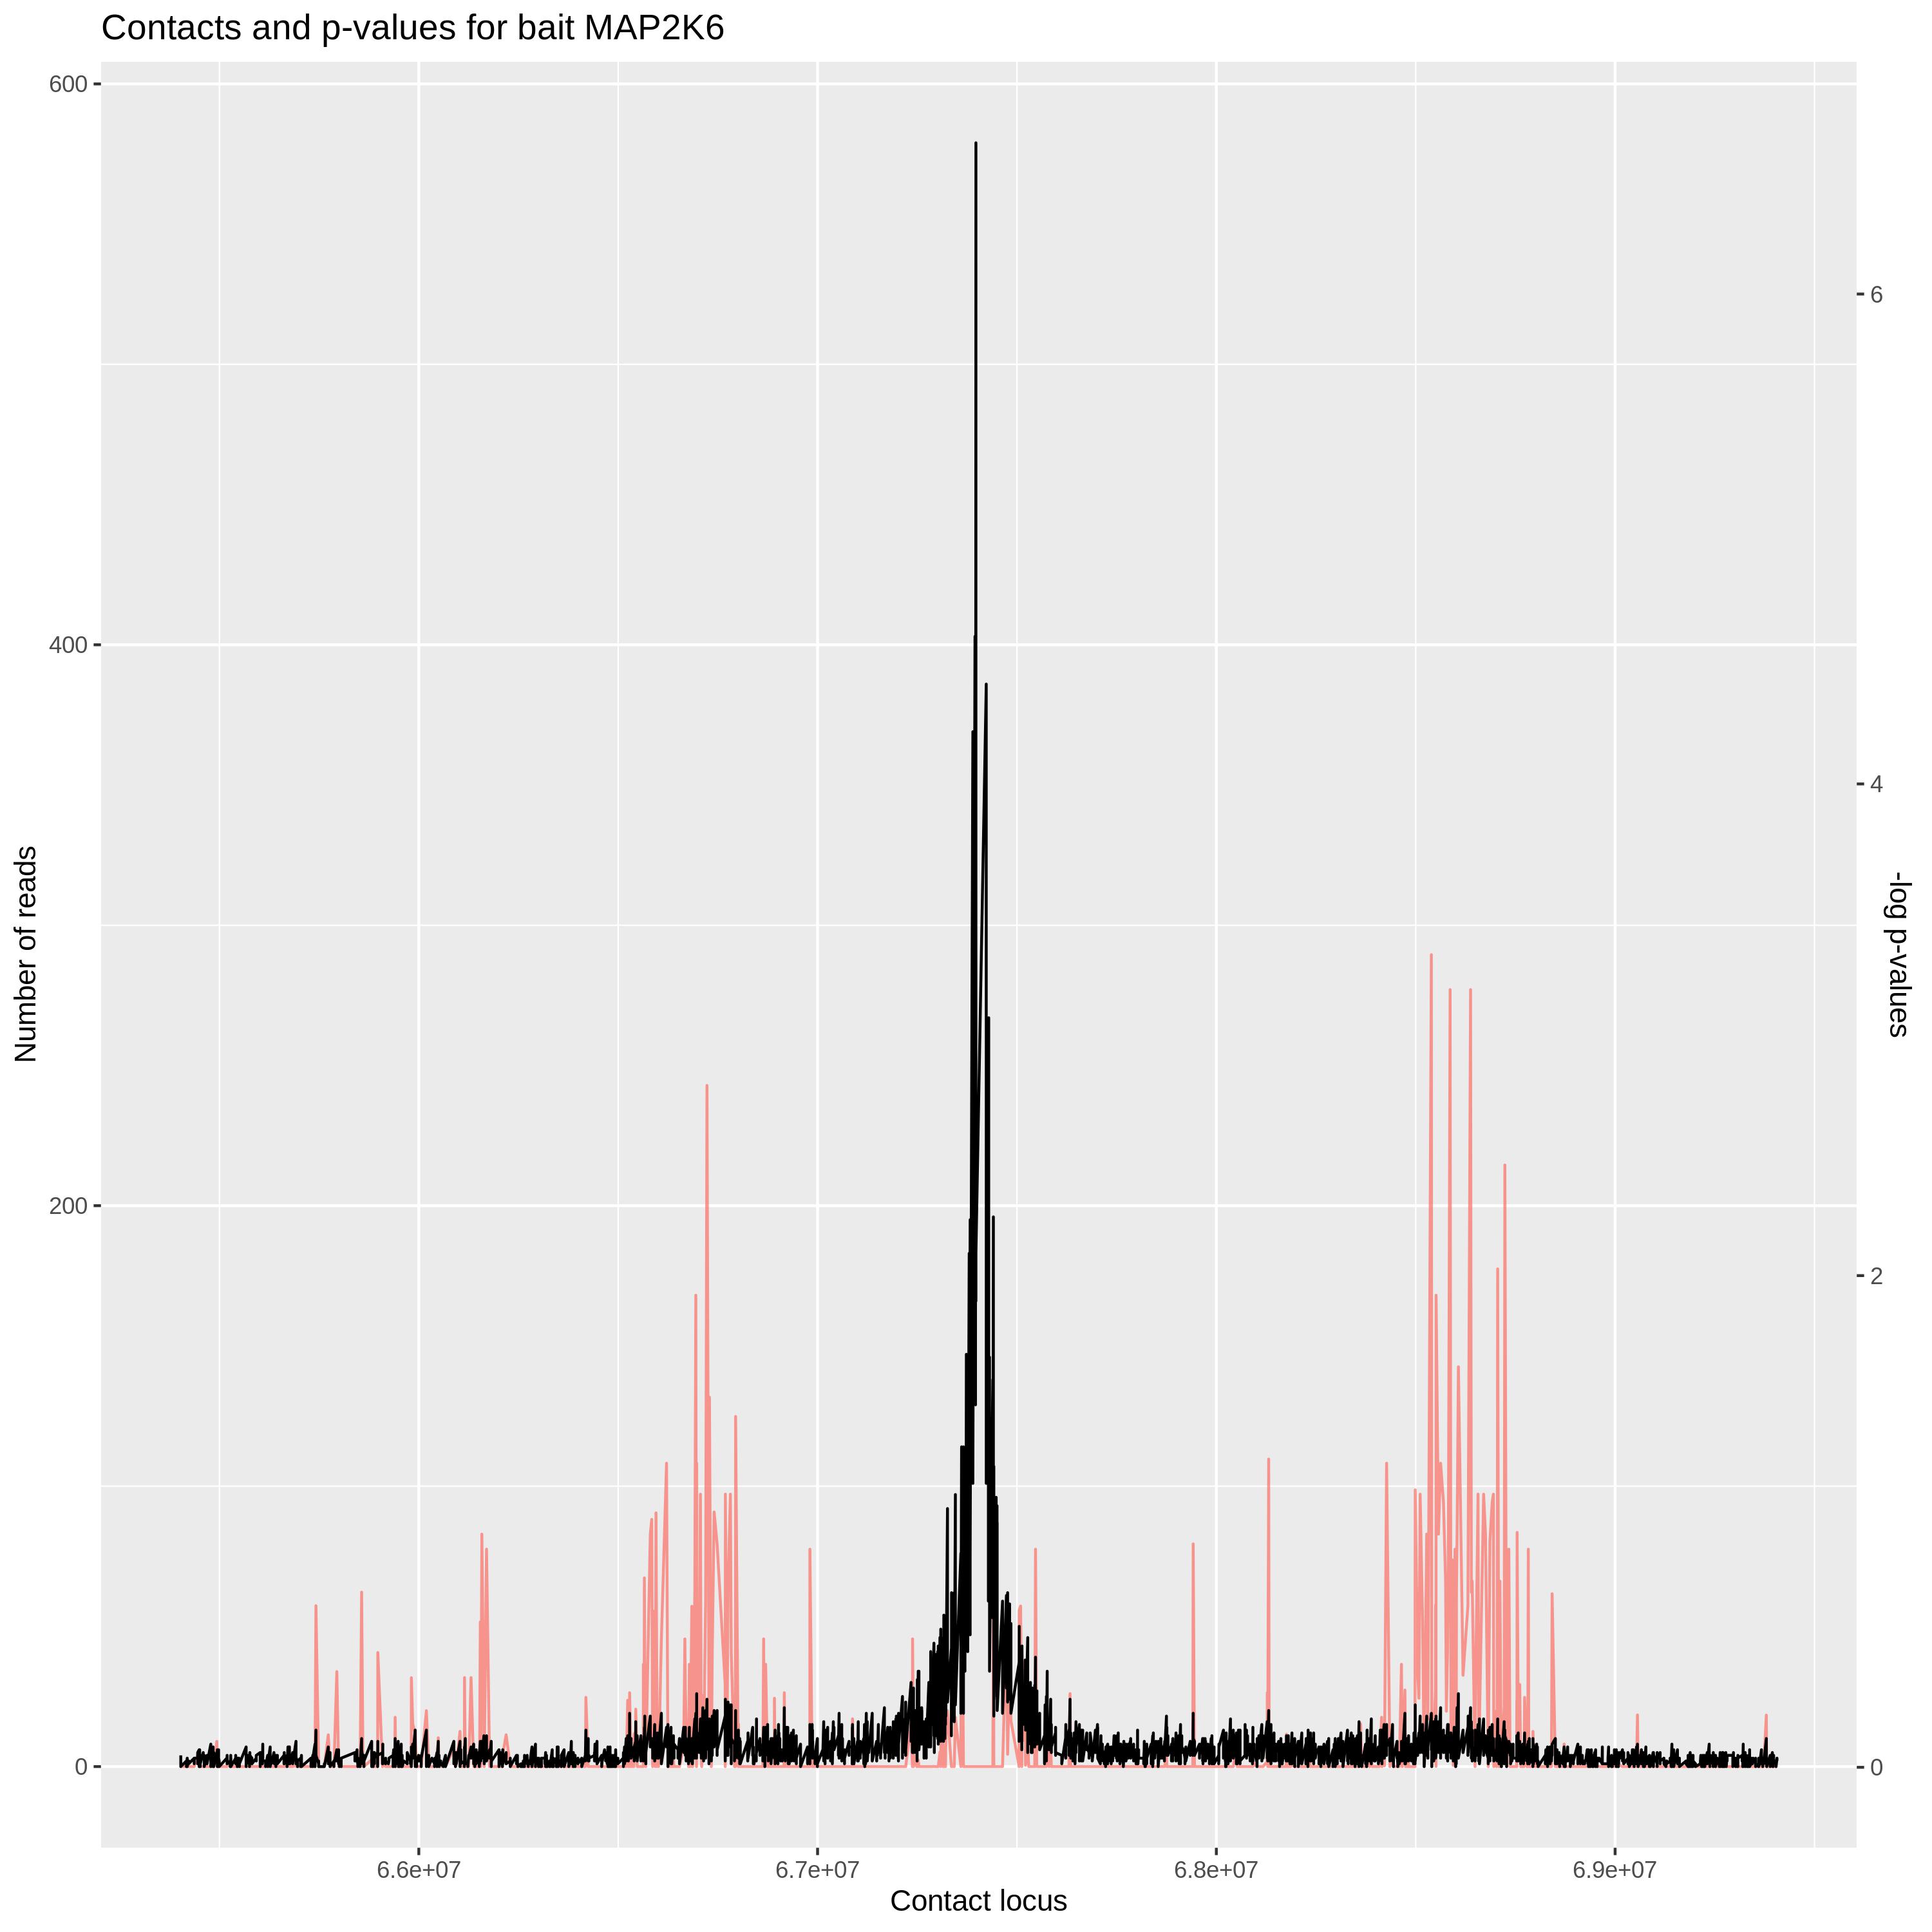 Contacts and p-values for bait MAP2K6
600
400
200
0
6
4
2
0
Number of reads
-log p-values
6.6e+07
6.7e+07
6.8e+07
6.9e+07
Contact locus